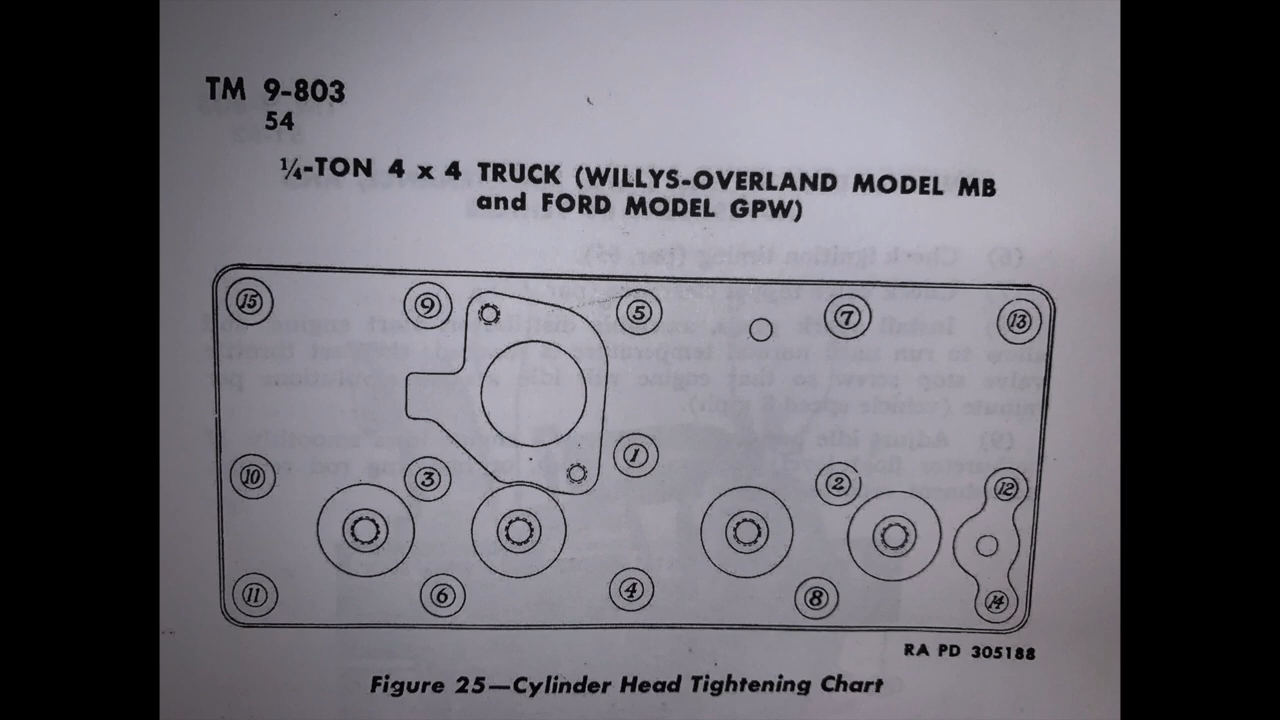 TM 9-803
54
¼-TON 4 x 4 TRUCK (WILLYS-OVERLAND MODEL MB
and FORD MODEL GPW)
15 9 5 7 13
10 3 1 2 12
11 6 4 8 14
RA PD 305188
Figure 25—Cylinder Head Tightening Chart